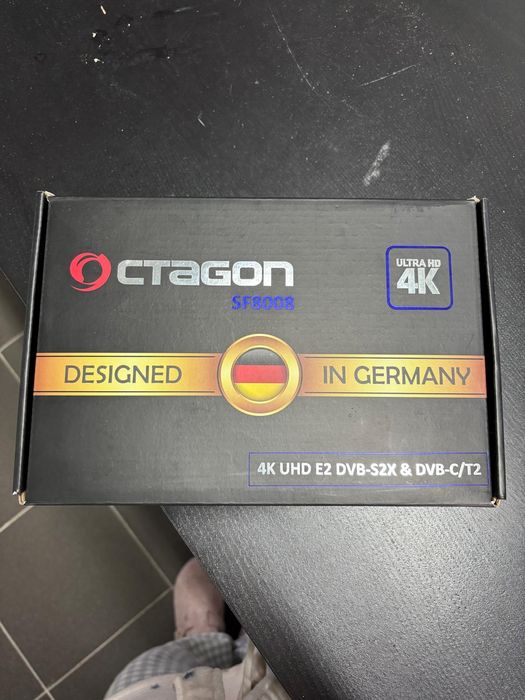 OCTAGON
SF8008
ULTRA HD
4K
DESIGNED IN GERMANY
4K UHD E2 DVB-S2X & DVB-C/T2